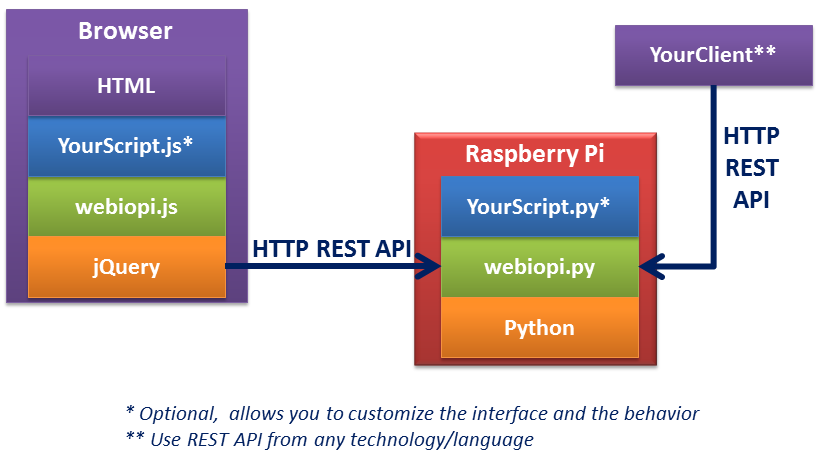 Browser
HTML
YourScript.js*
webiopi.js
jQuery
HTTP REST API
Raspberry Pi
YourScript.py*
webiopi.py
Python
YourClient**
HTTP
REST
API
* Optional, allows you to customize the interface and the behavior
** Use REST API from any technology/language